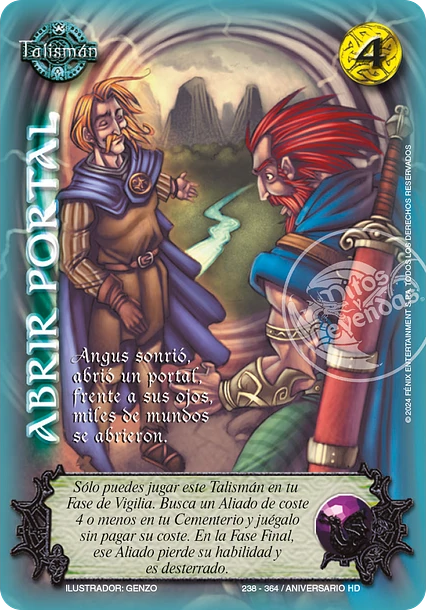 Talismán
4
ABRIR PORTAL
Angus sonrió,
abrió un portal,
frente a sus ojos,
miles de mundos
se abrieron.
Sólo puedes jugar este Talismán en tu
Fase de Vigilia. Busca un Aliado de coste
4 o menos en tu Cementerio y juégalo
sin pagar su coste. En la Fase Final,
ese Aliado pierde su habilidad y
es desterrado.
ILUSTRADOR: GENZO
238 - 364 / ANIVERSARIO HD
© 2024 FÉNIX ENTERTAINMENT S.P.A. TODOS LOS DERECHOS RESERVADOS
Mitos
y
Leyendas